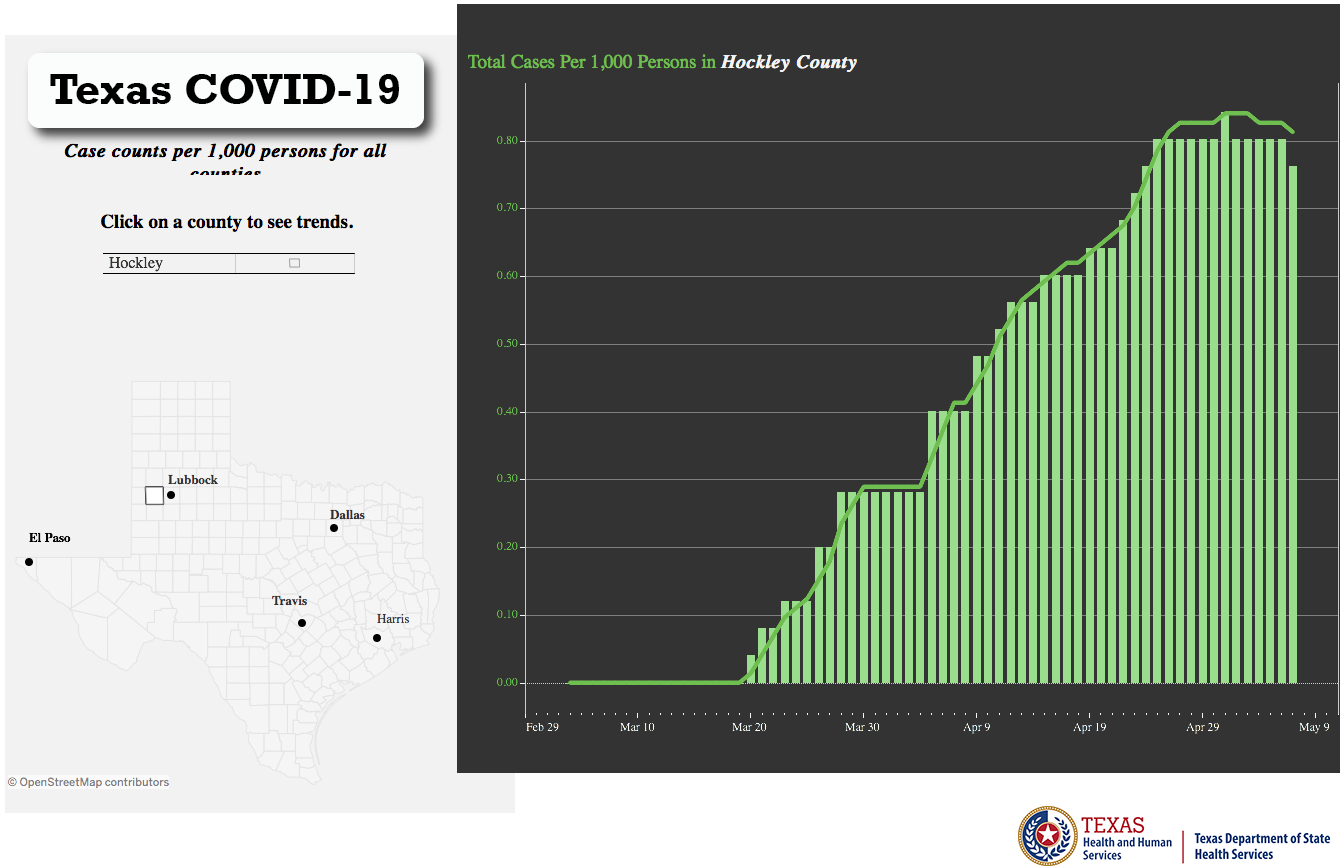 Texas COVID-19
Case counts per 1,000 persons for all
counties
Click on a county to see trends.
Hockley
Lubbock
Dallas
El Paso
Travis
Harris
© OpenStreetMap contributors
Total Cases Per 1,000 Persons in Hockley County
0.80
0.70
0.60
0.50
0.40
0.30
0.20
0.10
0.00
Feb 29 Mar 10 Mar 20 Mar 30 Apr 9 Apr 19 Apr 29 May 9
TEXAS
Health and Human
Services
Texas Department of State
Health Services